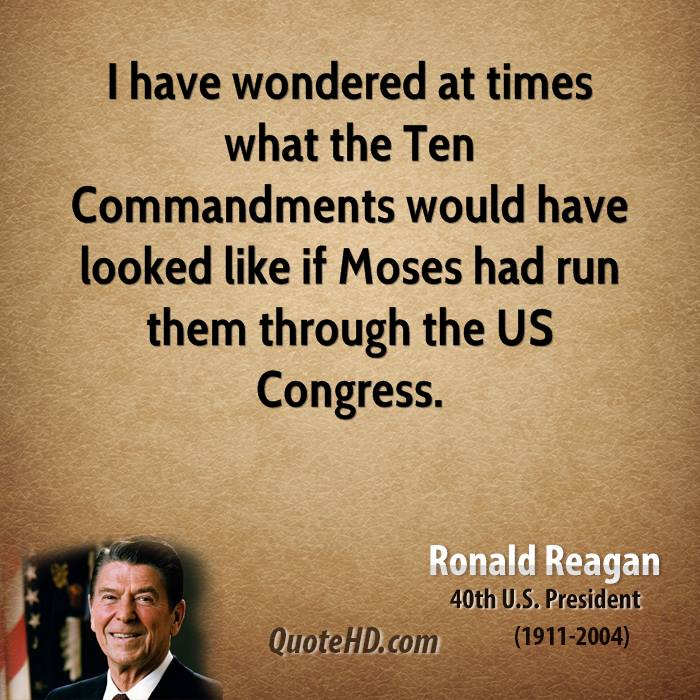 I have wondered at times
what the Ten
Commandments would have
looked like if Moses had run
them through the US
Congress.
Ronald Reagan
40th U.S. President
(1911-2004)
QuoteHD.com